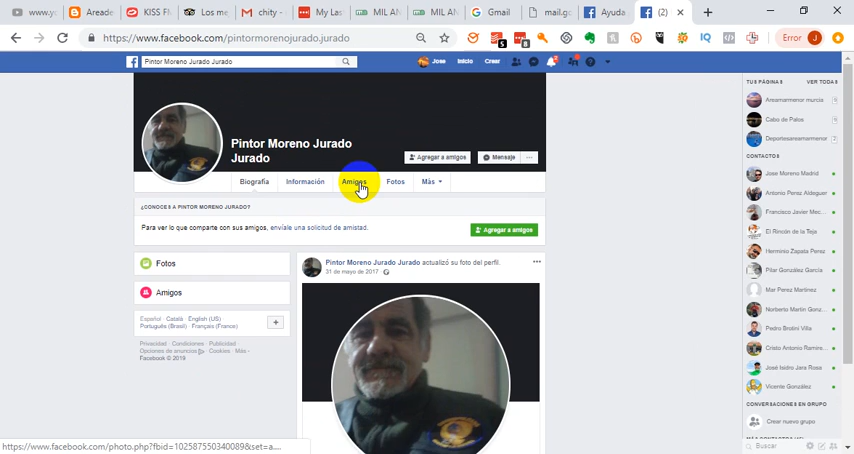 www.yo
Areade
KISS FM
Los me
chity -
My Last
MIL AN
MIL AN
Gmail
mail.go
Ayuda
(2)
https://www.facebook.com/pintormorenojurado.jurado
5
8
Error
J
Pintor Moreno Jurado Jurado
Jose
Inicio
Crear
Pintor Moreno Jurado
Jurado
Agregar a amigos
Mensaje
Biografía
Información
Amigos
Fotos
Más
¿CONOCES A PINTOR MORENO JURADO?
Para ver lo que comparte con sus amigos, envíale una solicitud de amistad.
Agregar a amigos
Fotos
Amigos
Español · Català · English (US) ·
Português (Brasil) · Français (France)
Privacidad · Condiciones · Publicidad
Opciones de anuncios · Cookies · Más
Facebook © 2019
Pintor Moreno Jurado Jurado actualizó su foto del perfil.
31 de mayo de 2017
TUS PÁGINAS
VER TODAS
Areamarmenor murcia
Cabo de Palos
Deportesareamarmenor
CONTACTOS
Jose Moreno Madrid
Antonio Perez Aldeguer
Francisco Javier Mec...
El Rincón de la Teja
Herminio Zapata Perez
Pilar González García
Mar Perez Martinez
Norberto Martin Gonz...
Pedro Brotini Villa
Cristo Antonio Ramire...
José Isidro Jara Rosa
Vicente González
CONVERSACIONES EN GRUPO
Crear nuevo grupo
Buscar
https://www.facebook.com/photo.php?fbid=102587550340089&set=a....